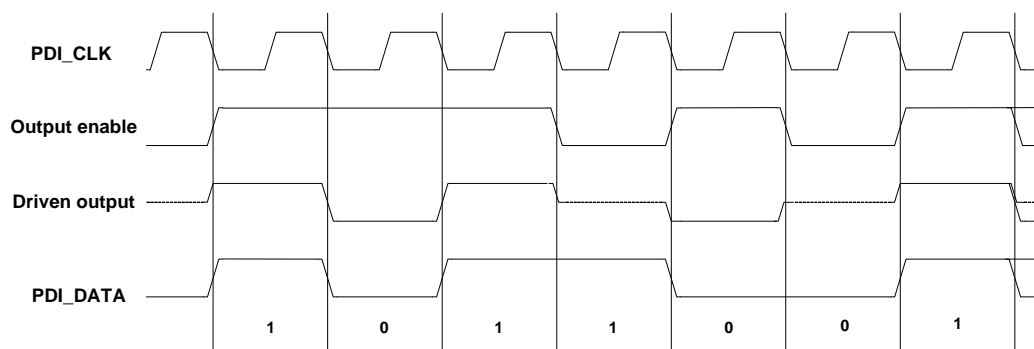 PDI_CLK
Output enable
Driven output
PDI_DATA
1 0 1 1 0 0 1